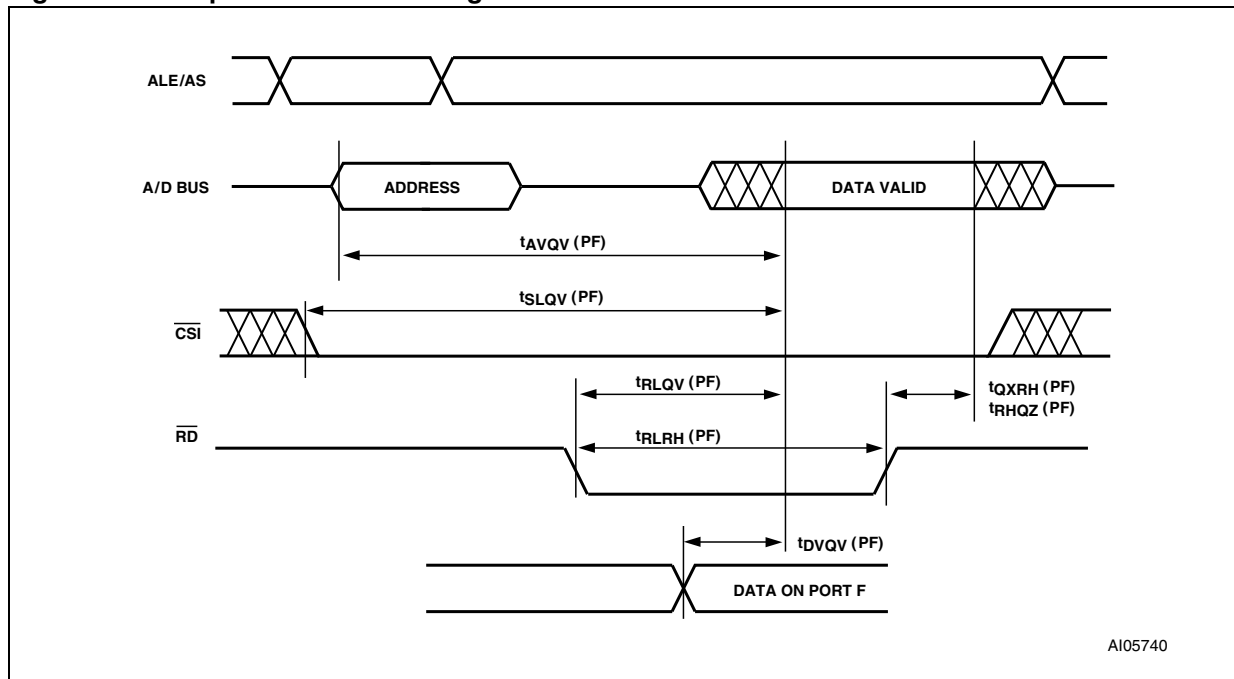 ALE/AS
A/D BUS
ADDRESS
DATA VALID
tAVQV (PF)
tSLQV (PF)
CSI
tRLQV (PF)
tQXRH (PF)
tRHQZ (PF)
RD
tRLRH (PF)
tDVQV (PF)
DATA ON PORT F
AI05740